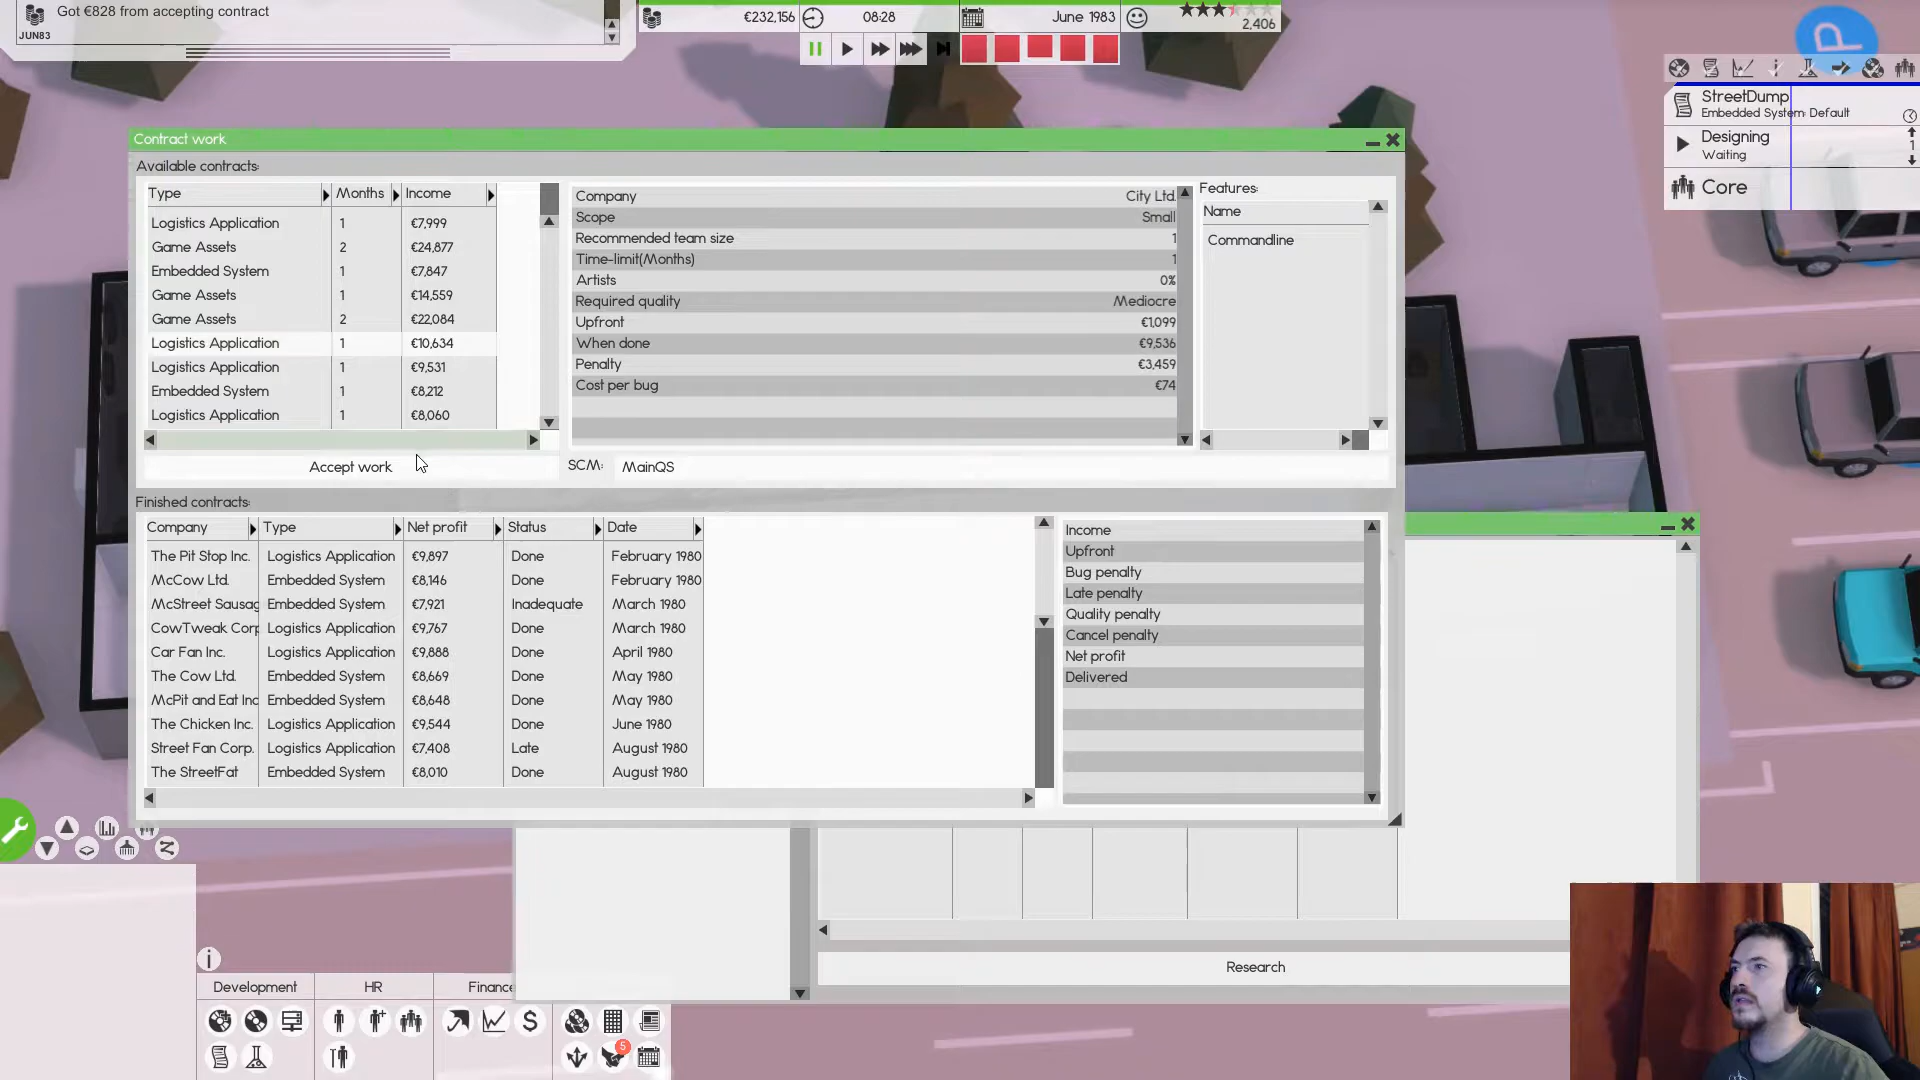 Got €828 from accepting contract
JUN83
€232,156
08:28
June 1983
2,406
StreetDump
Embedded System: Default
Designing
Waiting
1
Core
Contract work
Available contracts:
Type Months Income
Logistics Application 1 €7,999
Game Assets 2 €24,877
Embedded System 1 €7,847
Game Assets 1 €14,559
Game Assets 2 €22,084
Logistics Application 1 €10,634
Logistics Application 1 €9,531
Embedded System 1 €8,212
Logistics Application 1 €8,060
Accept work
Company City Ltd.
Scope Small
Recommended team size 1
Time-limit(Months) 1
Artists 0%
Required quality Mediocre
Upfront €1,099
When done €9,536
Penalty €3,459
Cost per bug €74
Features:
Name
Commandline
SCM: MainQS
Finished contracts:
Company Type Net profit Status Date
The Pit Stop Inc. Logistics Application €9,897 Done February 1980
McCow Ltd. Embedded System €8,146 Done February 1980
McStreet Sausag Embedded System €7,921 Inadequate March 1980
CowTweak Corp Logistics Application €9,767 Done March 1980
Car Fan Inc. Logistics Application €9,888 Done April 1980
The Cow Ltd. Embedded System €8,669 Done May 1980
McPit and Eat Inc Embedded System €8,648 Done May 1980
The Chicken Inc. Logistics Application €9,544 Done June 1980
Street Fan Corp. Logistics Application €7,408 Late August 1980
The StreetFat Embedded System €8,010 Done August 1980
Income
Upfront
Bug penalty
Late penalty
Quality penalty
Cancel penalty
Net profit
Delivered
Research
Development HR Finance
5